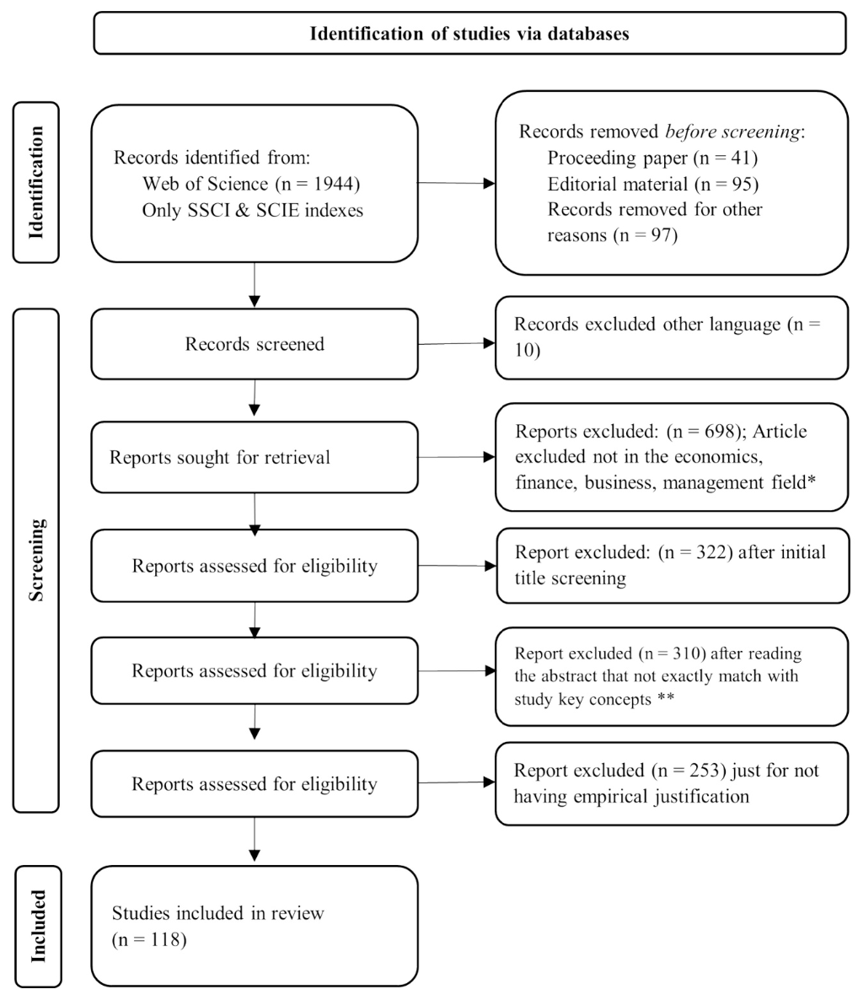 Identification of studies via databases
Identification
Records identified from:
Web of Science (n = 1944)
Only SSCI & SCIE indexes
Records removed before screening:
Proceeding paper (n = 41)
Editorial material (n = 95)
Records removed for other
reasons (n = 97)
Screening
Records screened
Records excluded other language (n =
10)
Reports sought for retrieval
Reports excluded: (n = 698); Article
excluded not in the economics,
finance, business, management field*
Reports assessed for eligibility
Report excluded: (n = 322) after initial
title screening
Reports assessed for eligibility
Report excluded (n = 310) after reading
the abstract that not exactly match with
study key concepts **
Reports assessed for eligibility
Report excluded (n = 253) just for not
having empirical justification
Included
Studies included in review
(n = 118)